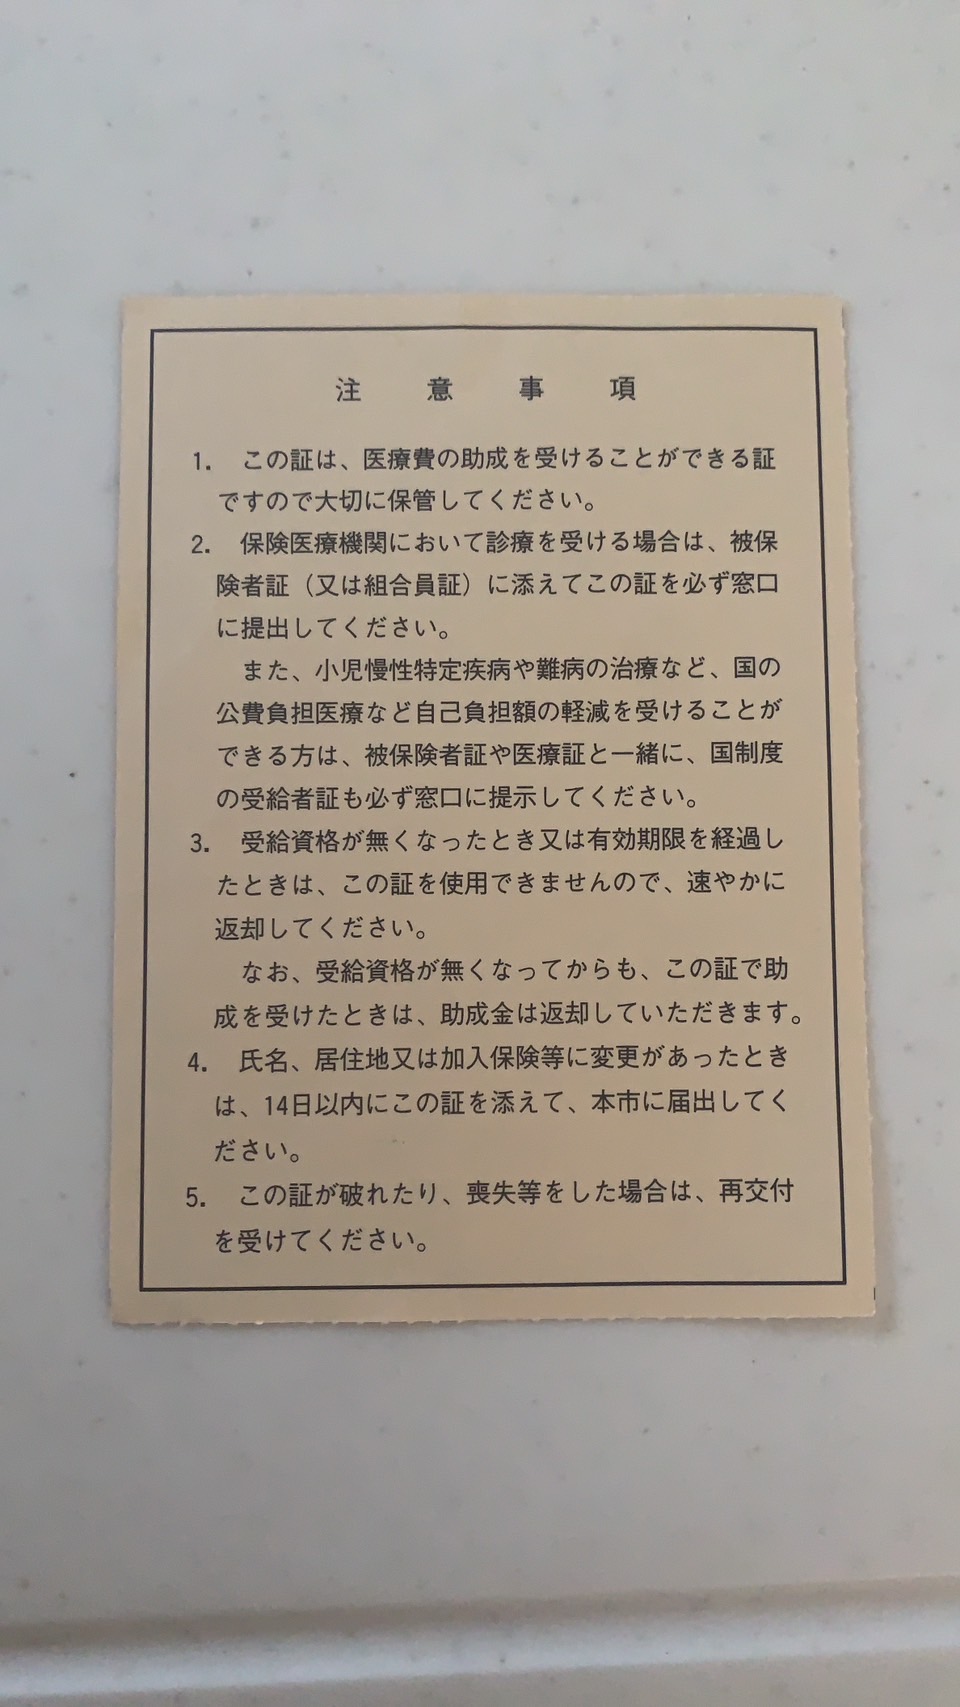 注意事項
1. この証は、医療費の助成を受けることができる証
ですので大切に保管してください。
2. 保険医療機関において診療を受ける場合は、被保
険者証（又は組合員証）に添えてこの証を必ず窓口
に提出してください。
また、小児慢性特定疾病や難病の治療など、国の
公費負担医療など自己負担額の軽減を受けることが
できる方は、被保険者証や医療証と一緒に、国制度
の受給者証も必ず窓口に提示してください。
3. 受給資格が無くなったとき又は有効期限を経過し
たときは、この証を使用できませんので、速やかに
返却してください。
なお、受給資格が無くなってからも、この証で助
成を受けたときは、助成金は返却していただきます。
4. 氏名、居住地又は加入保険等に変更があったとき
は、14日以内にこの証を添えて、本市に届出してく
ださい。
5. この証が破れたり、喪失等をした場合は、再交付
を受けてください。